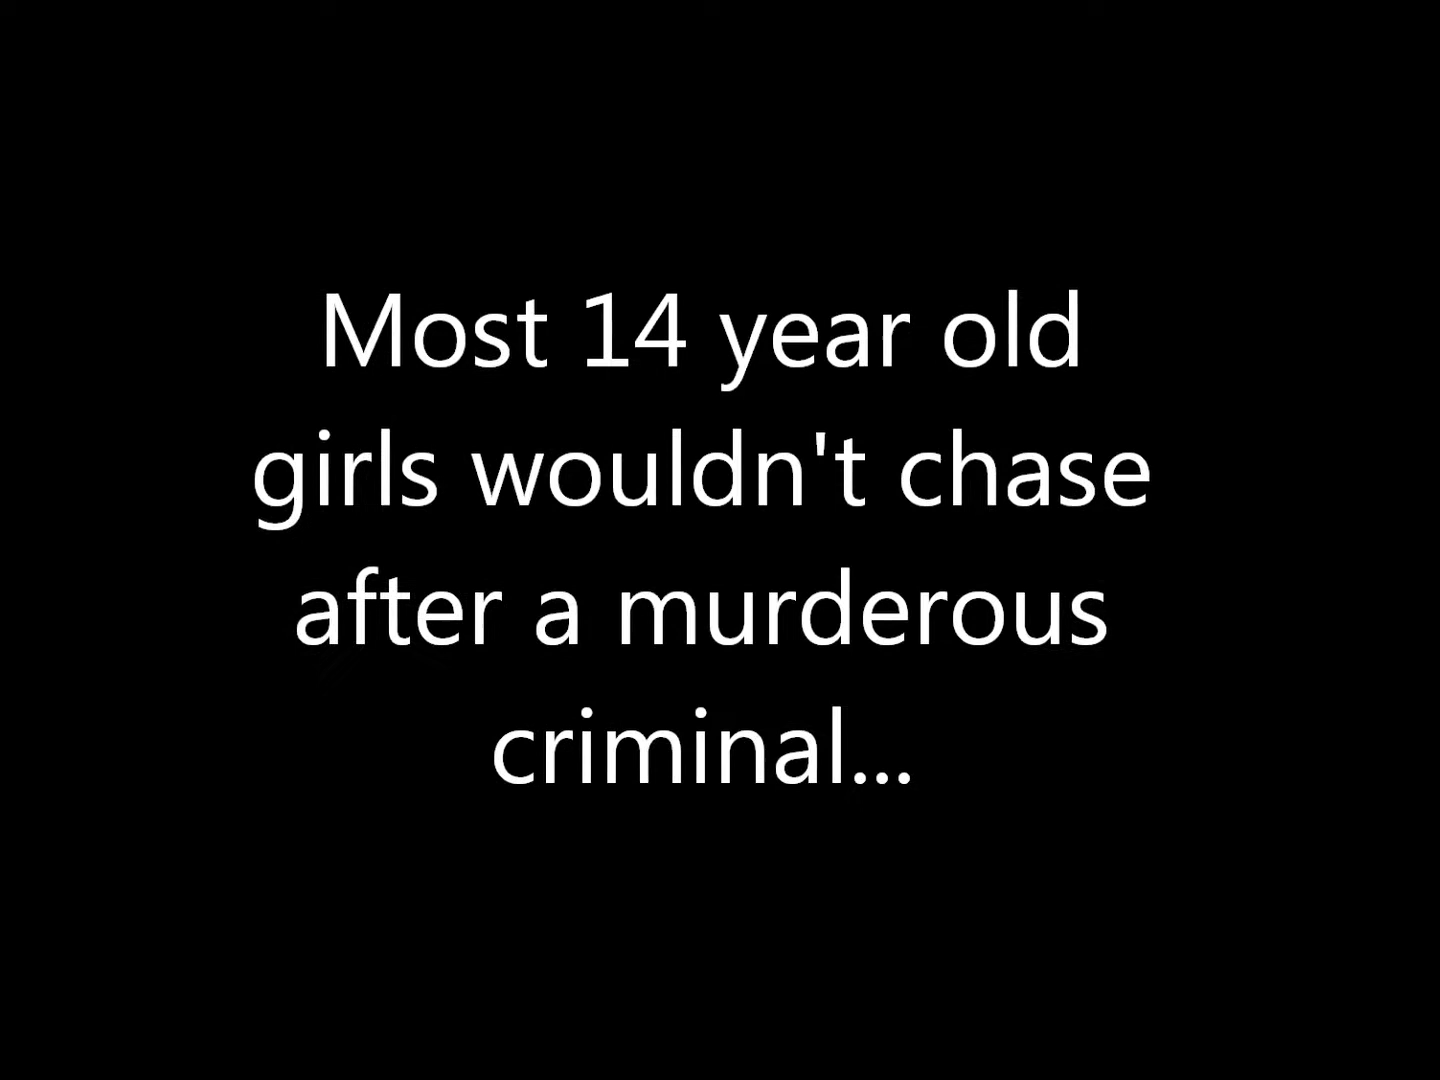 Most 14 year old
girls wouldn't chase
after a murderous
criminal...